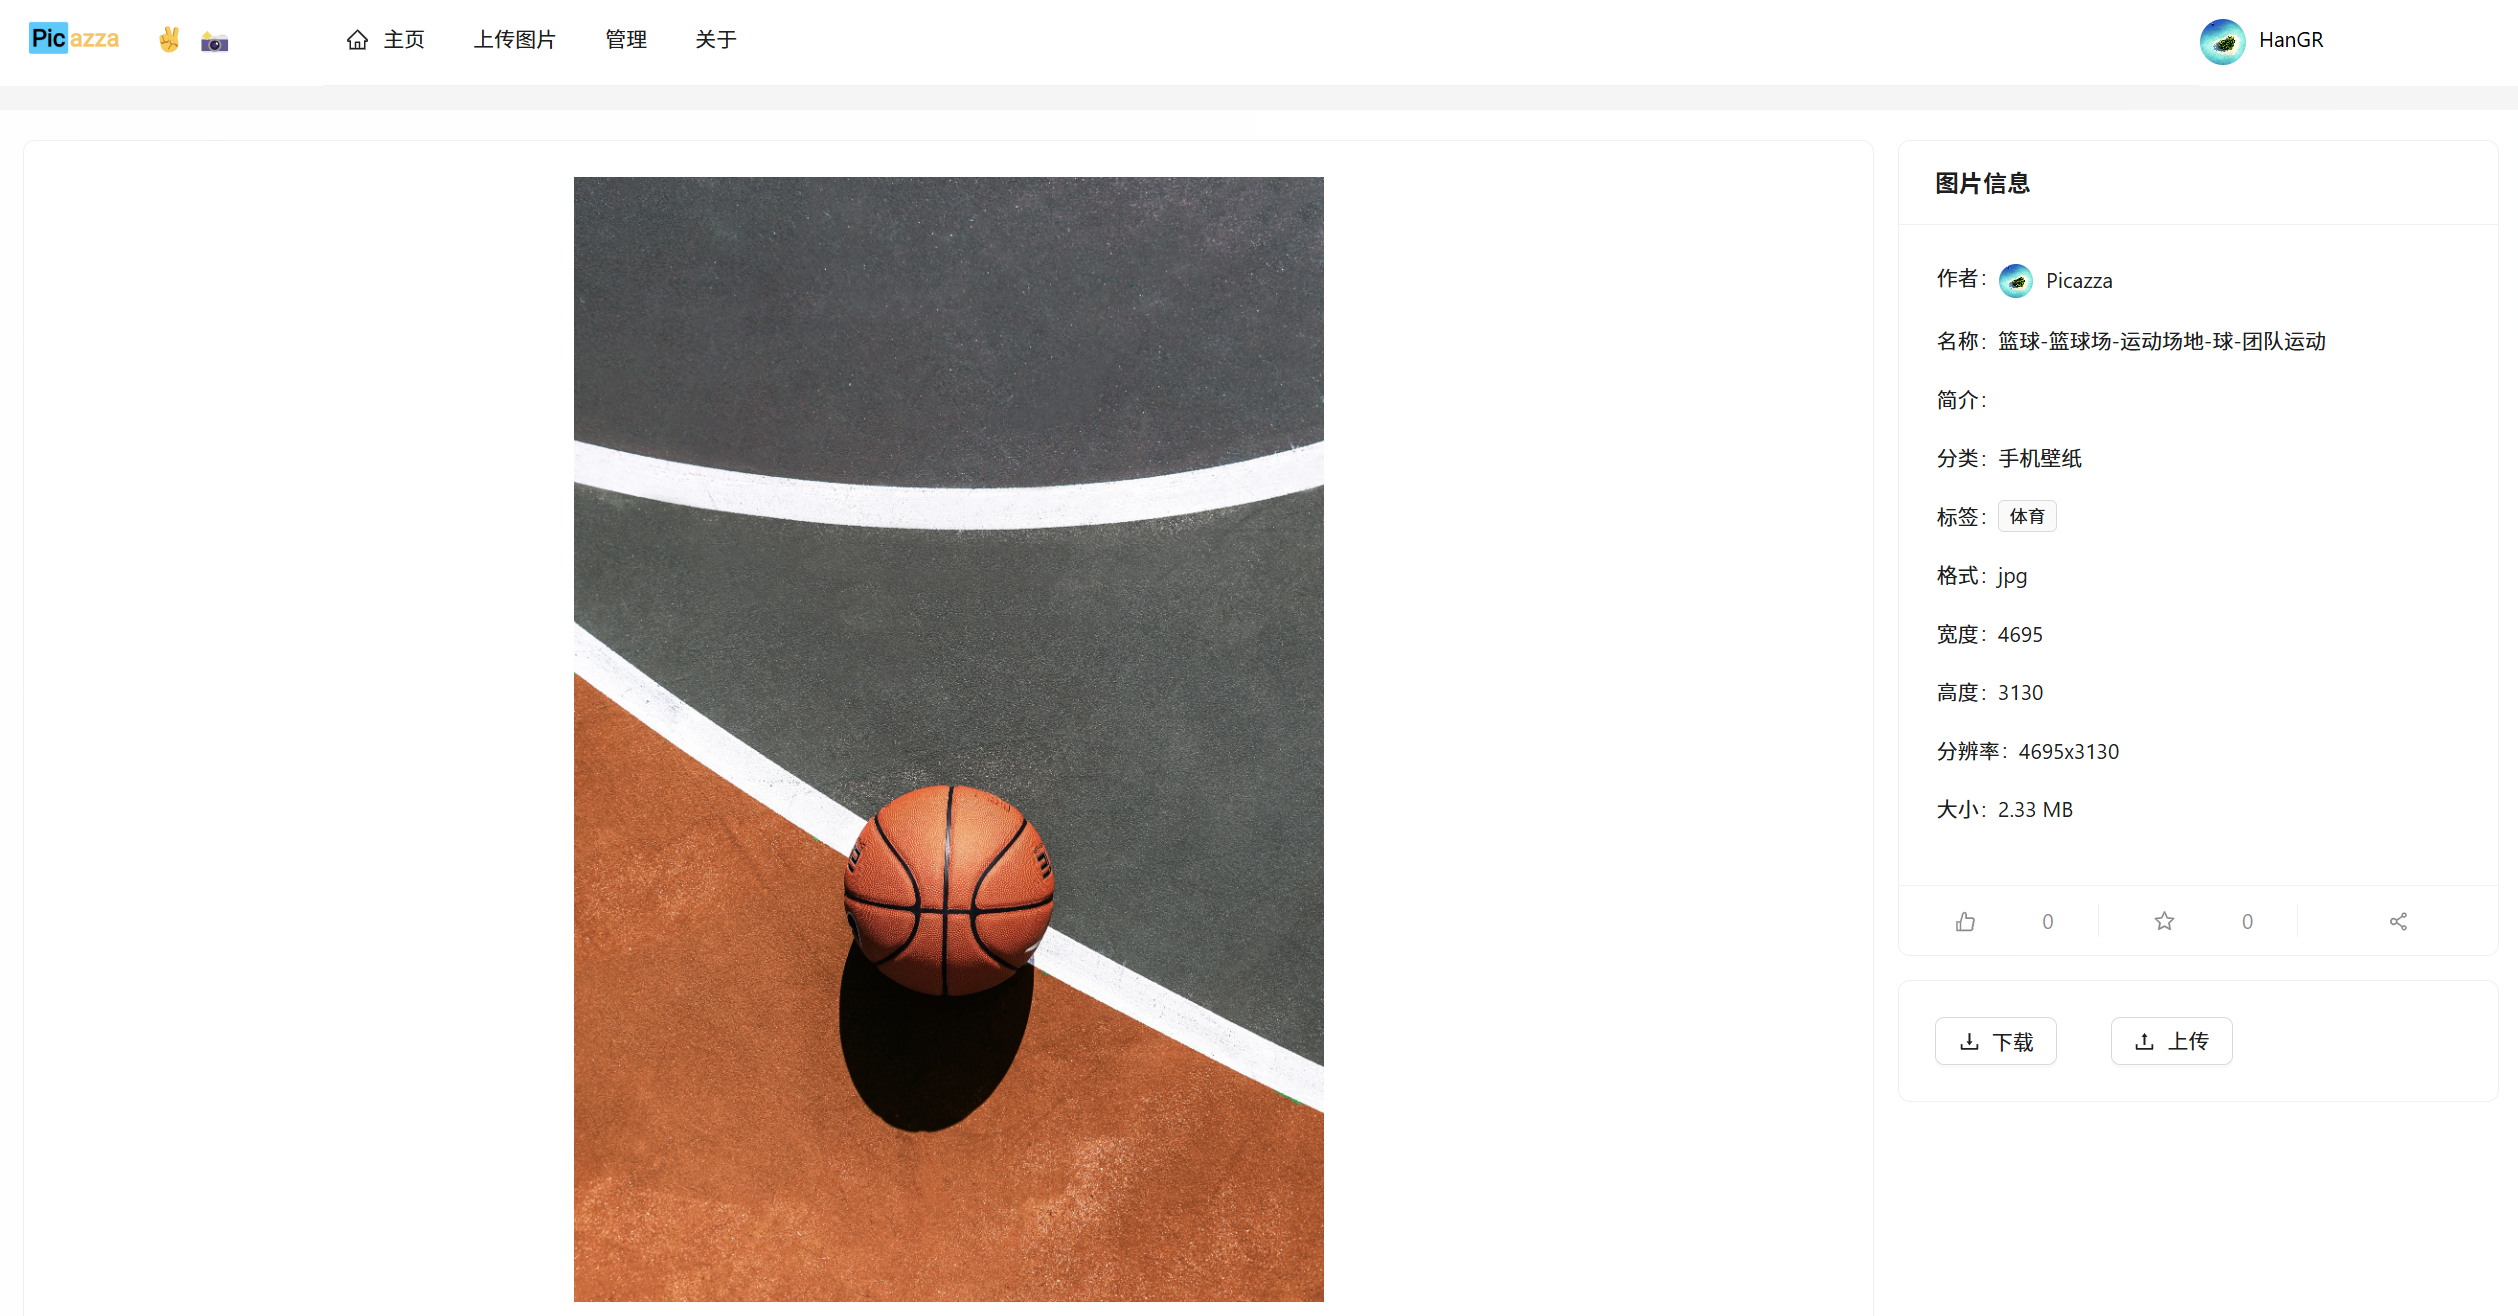 Picazza
主页 上传图片 管理 关于
HanGR
图片信息
作者： Picazza
名称：篮球-篮球场-运动场地-球-团队运动
简介：
分类：手机壁纸
标签：体育
格式：jpg
宽度：4695
高度：3130
分辨率：4695x3130
大小：2.33 MB
0 0
下载 上传